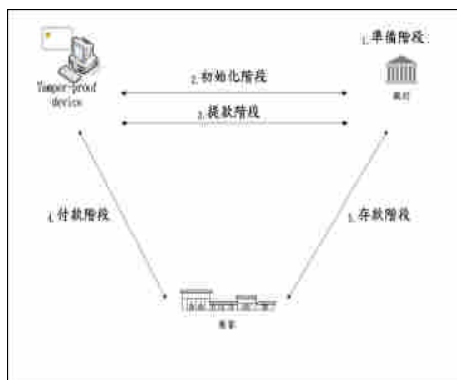 1.準備階段
2.初始化階段
Tamper-proof
device
銀行
3.提款階段
4.付款階段
5.存款階段
商家